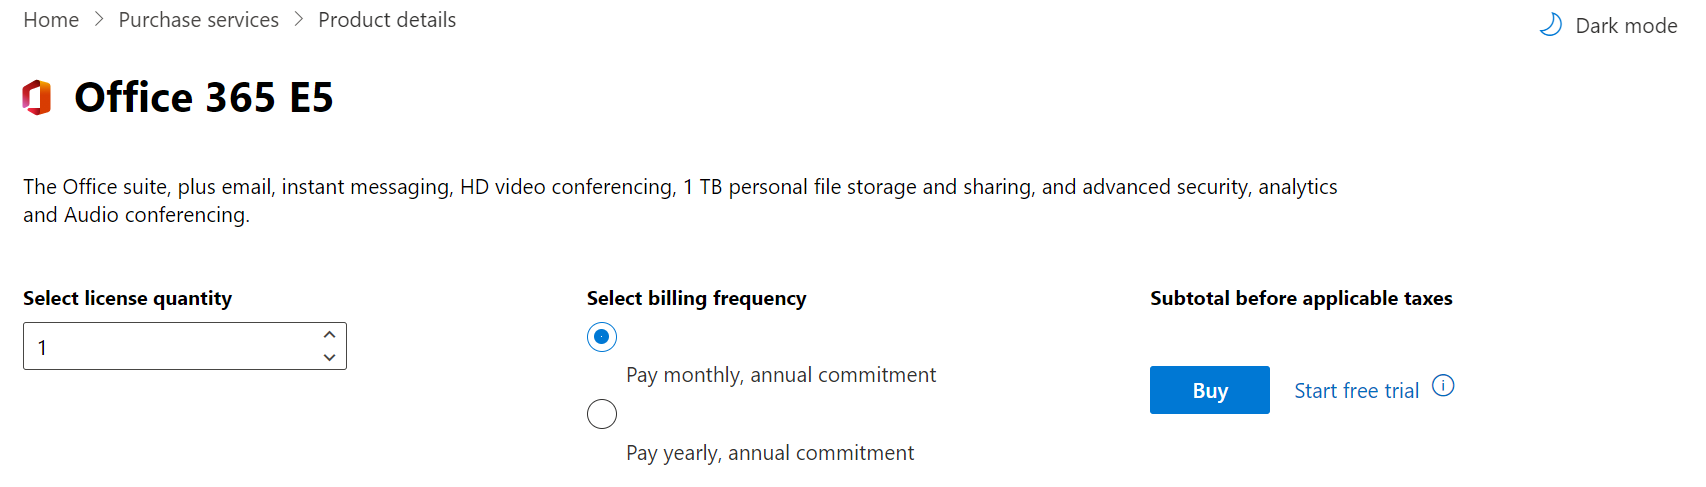 Home > Purchase services > Product details
Dark mode
Office 365 E5
The Office suite, plus email, instant messaging, HD video conferencing, 1 TB personal file storage and sharing, and advanced security, analytics
and Audio conferencing.
Select license quantity
1
Select billing frequency
Pay monthly, annual commitment
Pay yearly, annual commitment
Subtotal before applicable taxes
Buy
Start free trial